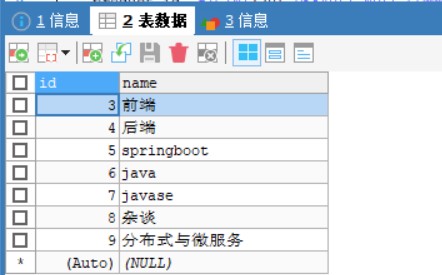 1 信息 2 表数据 3 信息
id name
3 前端
4 后端
5 springboot
6 java
7 javase
8 杂谈
9 分布式与微服务
* (Auto) (NULL)